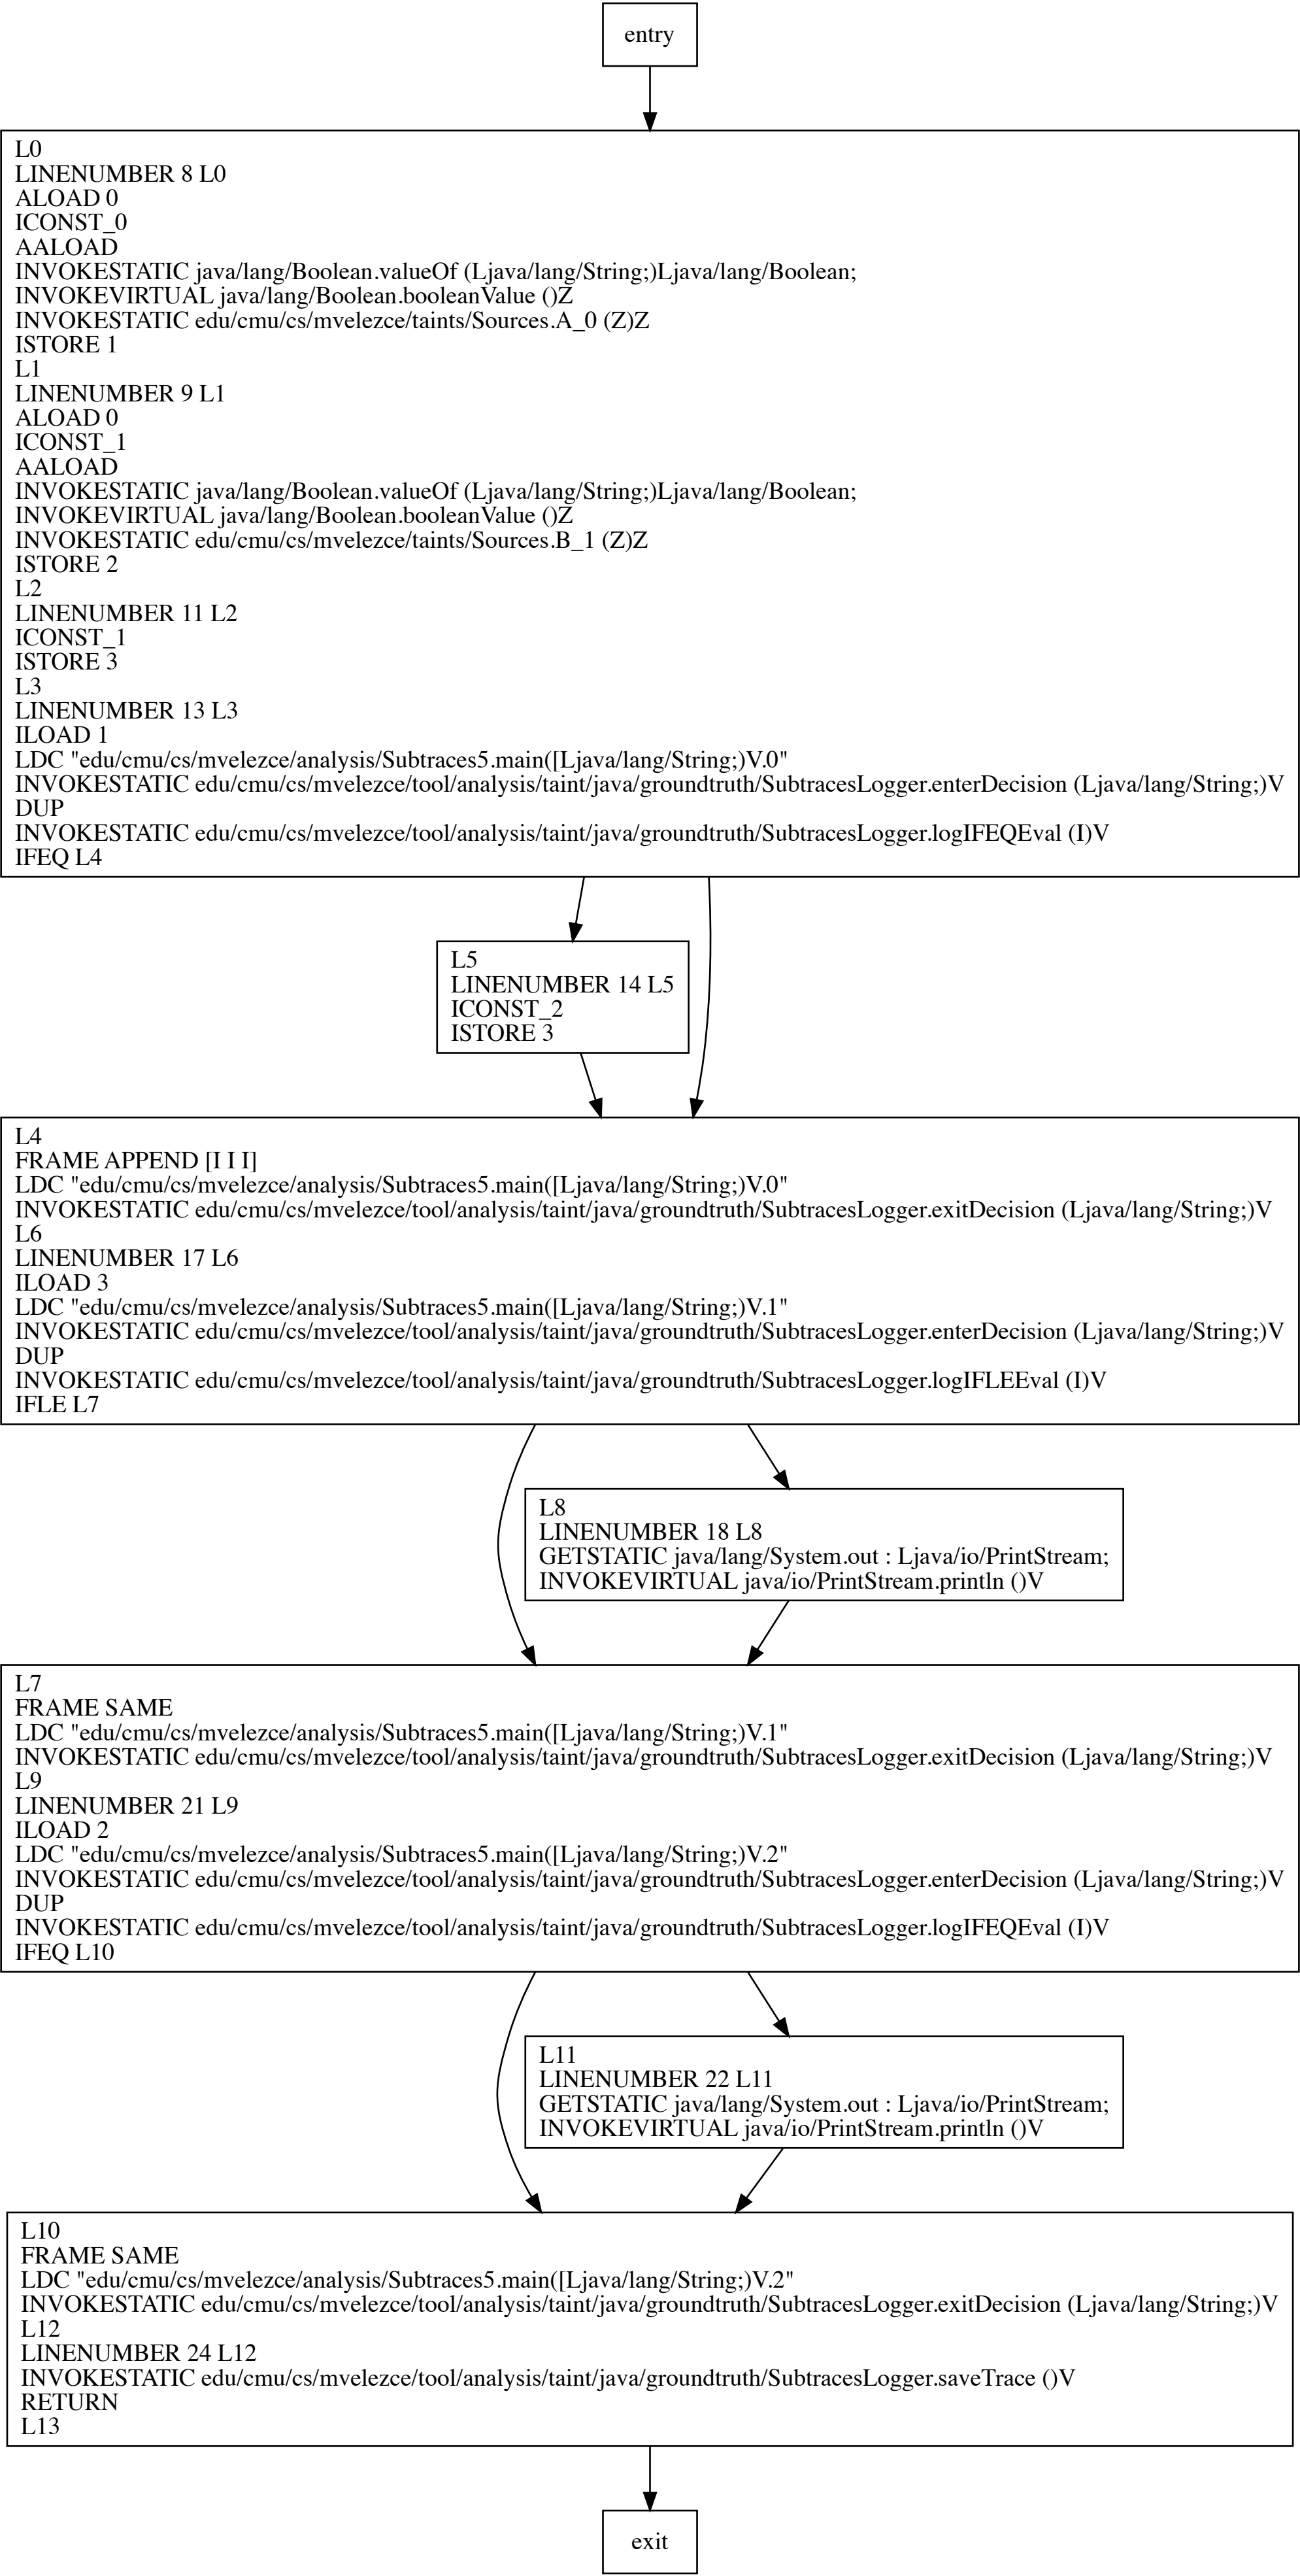 entry
L0
LINENUMBER 8 L0
ALOAD 0
ICONST_0
AALOAD
INVOKESTATIC java/lang/Boolean.valueOf (Ljava/lang/String;)Ljava/lang/Boolean;
INVOKEVIRTUAL java/lang/Boolean.booleanValue ()Z
INVOKESTATIC edu/cmu/cs/mvelezce/taints/Sources.A_0 (Z)Z
ISTORE 1
L1
LINENUMBER 9 L1
ALOAD 0
ICONST_1
AALOAD
INVOKESTATIC java/lang/Boolean.valueOf (Ljava/lang/String;)Ljava/lang/Boolean;
INVOKEVIRTUAL java/lang/Boolean.booleanValue ()Z
INVOKESTATIC edu/cmu/cs/mvelezce/taints/Sources.B_1 (Z)Z
ISTORE 2
L2
LINENUMBER 11 L2
ICONST_1
ISTORE 3
L3
LINENUMBER 13 L3
ILOAD 1
LDC "edu/cmu/cs/mvelezce/analysis/Subtraces5.main([Ljava/lang/String;)V.0"
INVOKESTATIC edu/cmu/cs/mvelezce/tool/analysis/taint/java/groundtruth/SubtracesLogger.enterDecision (Ljava/lang/String;)V
DUP
INVOKESTATIC edu/cmu/cs/mvelezce/tool/analysis/taint/java/groundtruth/SubtracesLogger.logIFEQEval (I)V
IFEQ L4
L5
LINENUMBER 14 L5
ICONST_2
ISTORE 3
L4
FRAME APPEND [I I I]
LDC "edu/cmu/cs/mvelezce/analysis/Subtraces5.main([Ljava/lang/String;)V.0"
INVOKESTATIC edu/cmu/cs/mvelezce/tool/analysis/taint/java/groundtruth/SubtracesLogger.exitDecision (Ljava/lang/String;)V
L6
LINENUMBER 17 L6
ILOAD 3
LDC "edu/cmu/cs/mvelezce/analysis/Subtraces5.main([Ljava/lang/String;)V.1"
INVOKESTATIC edu/cmu/cs/mvelezce/tool/analysis/taint/java/groundtruth/SubtracesLogger.enterDecision (Ljava/lang/String;)V
DUP
INVOKESTATIC edu/cmu/cs/mvelezce/tool/analysis/taint/java/groundtruth/SubtracesLogger.logIFLEEval (I)V
IFLE L7
L8
LINENUMBER 18 L8
GETSTATIC java/lang/System.out : Ljava/io/PrintStream;
INVOKEVIRTUAL java/io/PrintStream.println ()V
L7
FRAME SAME
LDC "edu/cmu/cs/mvelezce/analysis/Subtraces5.main([Ljava/lang/String;)V.1"
INVOKESTATIC edu/cmu/cs/mvelezce/tool/analysis/taint/java/groundtruth/SubtracesLogger.exitDecision (Ljava/lang/String;)V
L9
LINENUMBER 21 L9
ILOAD 2
LDC "edu/cmu/cs/mvelezce/analysis/Subtraces5.main([Ljava/lang/String;)V.2"
INVOKESTATIC edu/cmu/cs/mvelezce/tool/analysis/taint/java/groundtruth/SubtracesLogger.enterDecision (Ljava/lang/String;)V
DUP
INVOKESTATIC edu/cmu/cs/mvelezce/tool/analysis/taint/java/groundtruth/SubtracesLogger.logIFEQEval (I)V
IFEQ L10
L11
LINENUMBER 22 L11
GETSTATIC java/lang/System.out : Ljava/io/PrintStream;
INVOKEVIRTUAL java/io/PrintStream.println ()V
L10
FRAME SAME
LDC "edu/cmu/cs/mvelezce/analysis/Subtraces5.main([Ljava/lang/String;)V.2"
INVOKESTATIC edu/cmu/cs/mvelezce/tool/analysis/taint/java/groundtruth/SubtracesLogger.exitDecision (Ljava/lang/String;)V
L12
LINENUMBER 24 L12
INVOKESTATIC edu/cmu/cs/mvelezce/tool/analysis/taint/java/groundtruth/SubtracesLogger.saveTrace ()V
RETURN
L13
exit